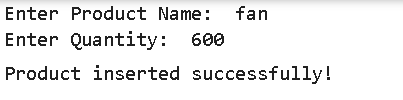 Enter Product Name:  fan
Enter Quantity:  600
Product inserted successfully!